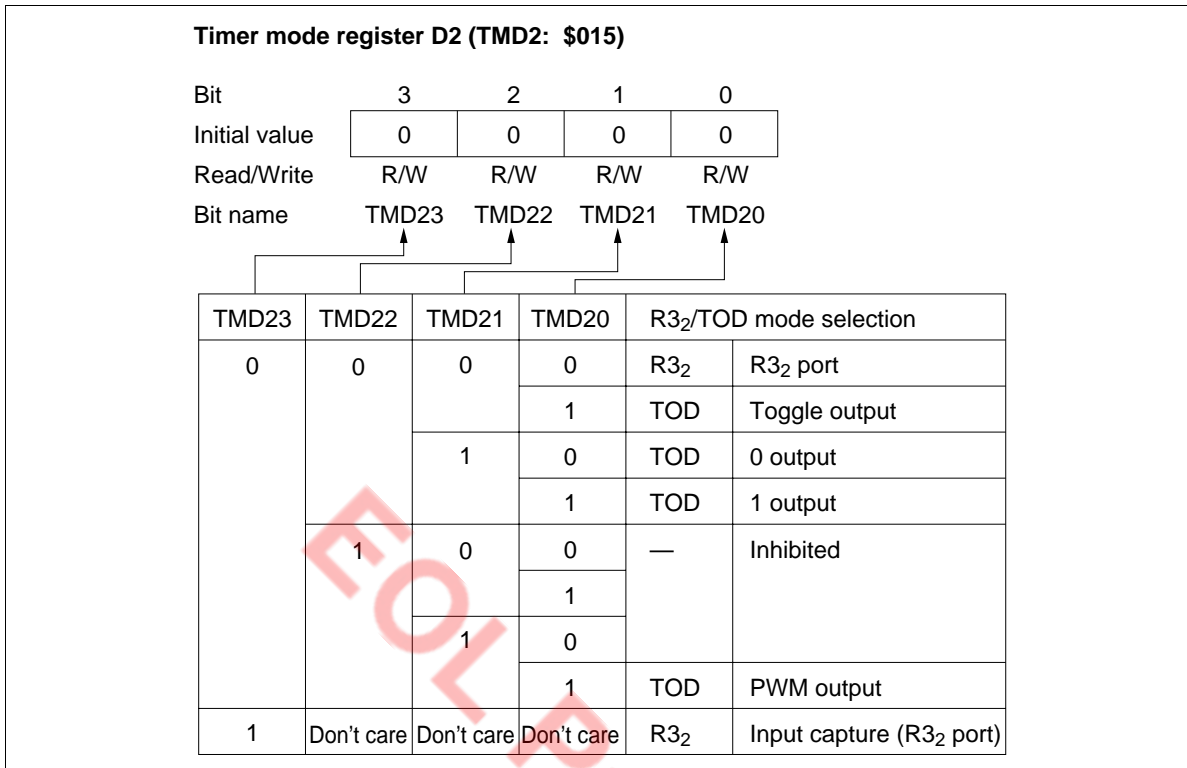 Timer mode register D2 (TMD2: $015)
Bit 3 2 1 0
Initial value 0 0 0 0
Read/Write R/W R/W R/W R/W
Bit name TMD23 TMD22 TMD21 TMD20
TMD23 TMD22 TMD21 TMD20 R3₂/TOD mode selection
0 0 0 0 R3₂ R3₂ port
1 TOD Toggle output
1 0 TOD 0 output
1 TOD 1 output
1 0 0 — Inhibited
1
1 0
1 TOD PWM output
1 Don't care Don't care Don't care R3₂ Input capture (R3₂ port)
EOL P